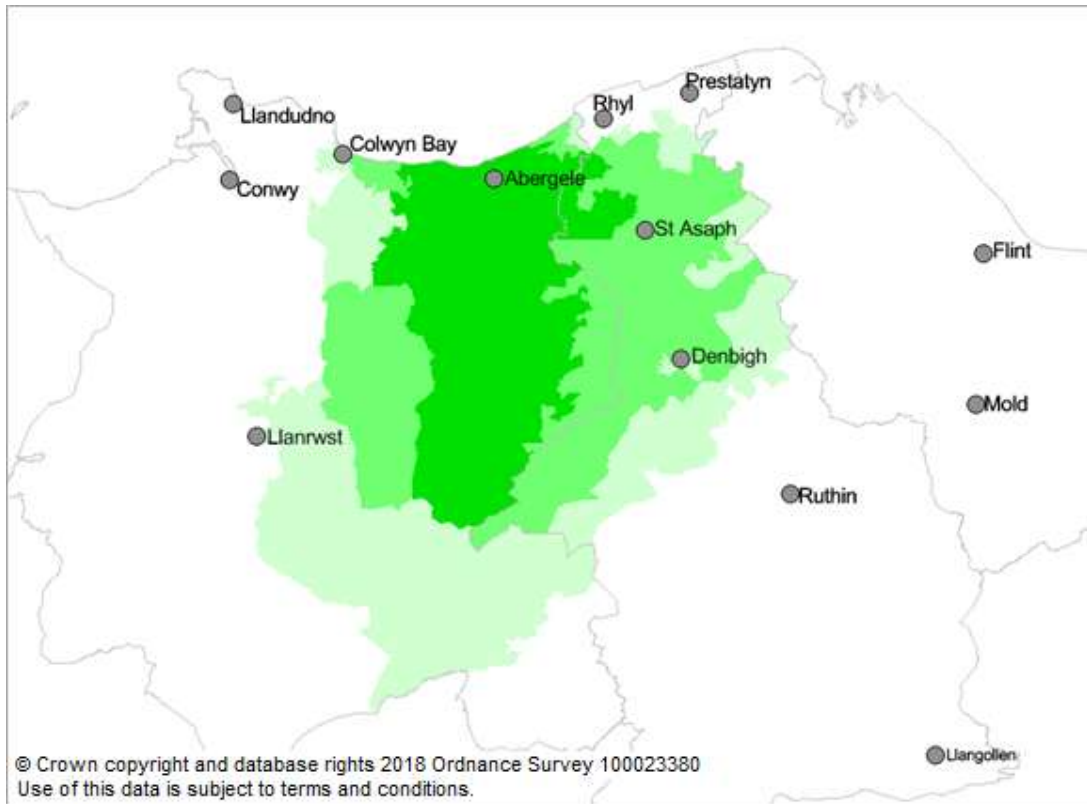 Prestatyn
Rhyl
Llandudno
Colwyn Bay
Conwy
Abergele
St Asaph
Flint
Denbigh
Mold
Llanrwst
Ruthin
Llangollen
© Crown copyright and database rights 2018 Ordnance Survey 100023380
Use of this data is subject to terms and conditions.